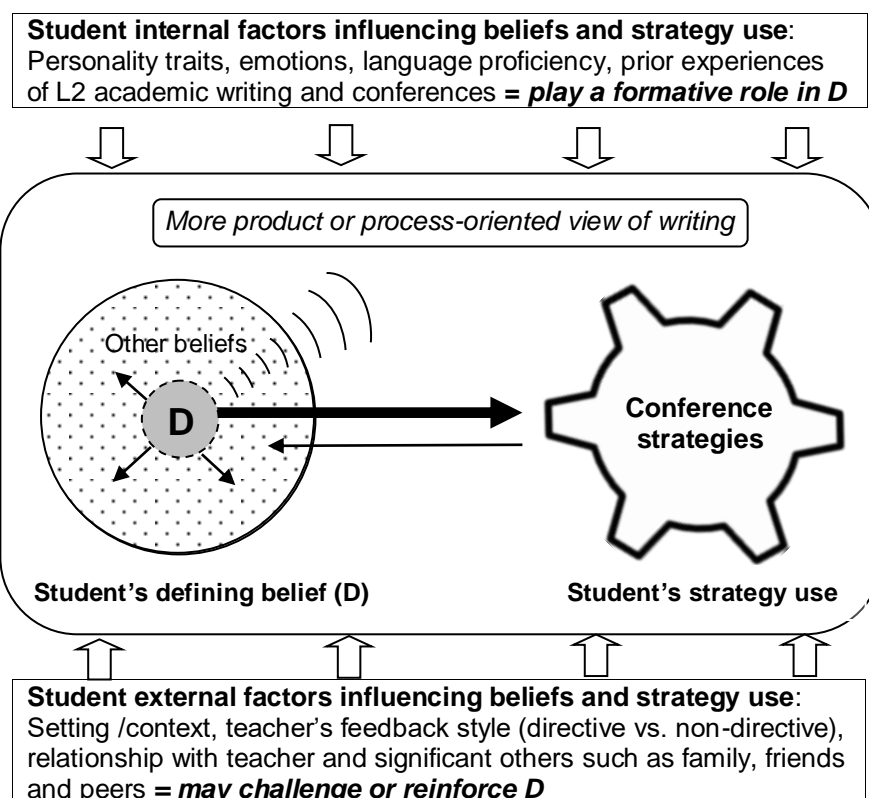 Student internal factors influencing beliefs and strategy use:
Personality traits, emotions, language proficiency, prior experiences
of L2 academic writing and conferences = play a formative role in D
More product or process-oriented view of writing
Other beliefs
D
Conference
strategies
Student’s defining belief (D)
Student’s strategy use
Student external factors influencing beliefs and strategy use:
Setting /context, teacher’s feedback style (directive vs. non-directive),
relationship with teacher and significant others such as family, friends
and peers = may challenge or reinforce D